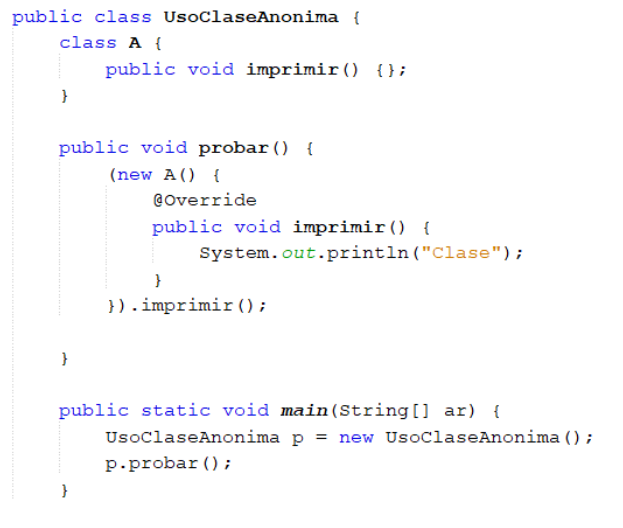 public class UsoClaseAnonima {
    class A {
        public void imprimir() {};
    }

    public void probar() {
        (new A() {
            @Override
            public void imprimir() {
                System.out.println("Clase");
            }
        }).imprimir();

    }

    public static void main(String[] ar) {
        UsoClaseAnonima p = new UsoClaseAnonima();
        p.probar();
    }